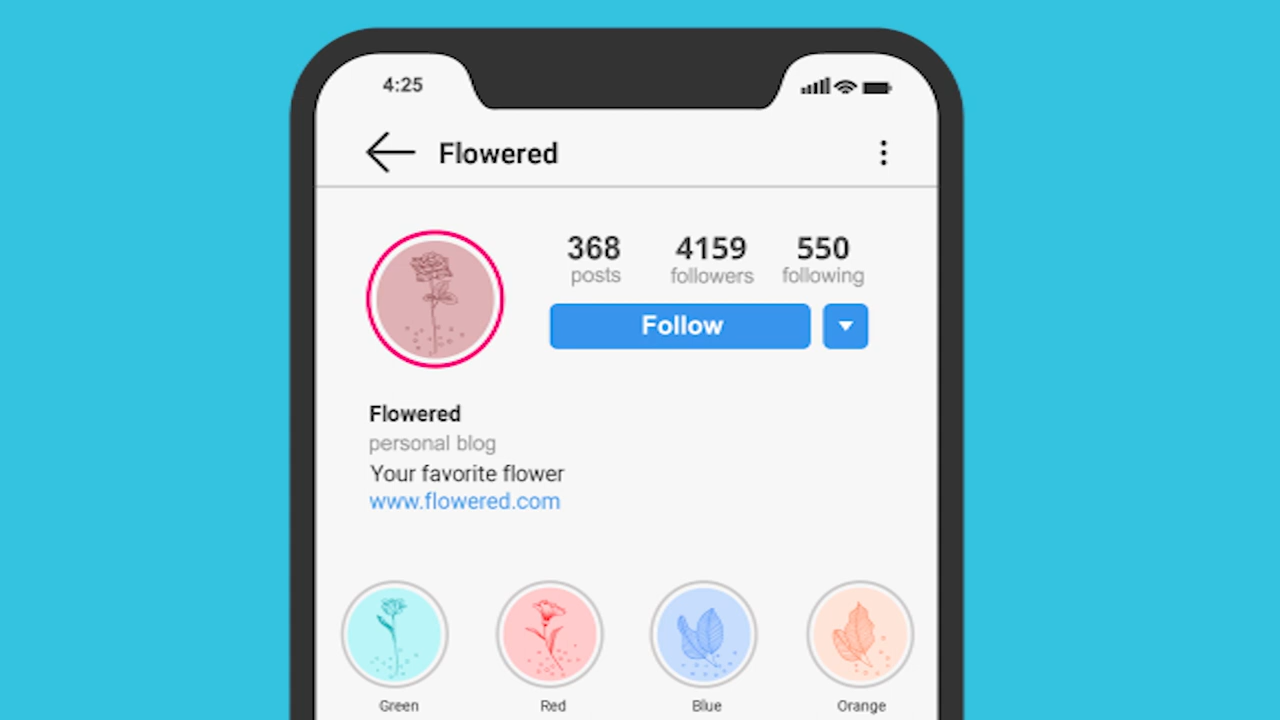 4:25
Flowered
368 4159 550
posts followers following
Follow
Flowered
personal blog
Your favorite flower
www.flowered.com
Green Red Blue Orange